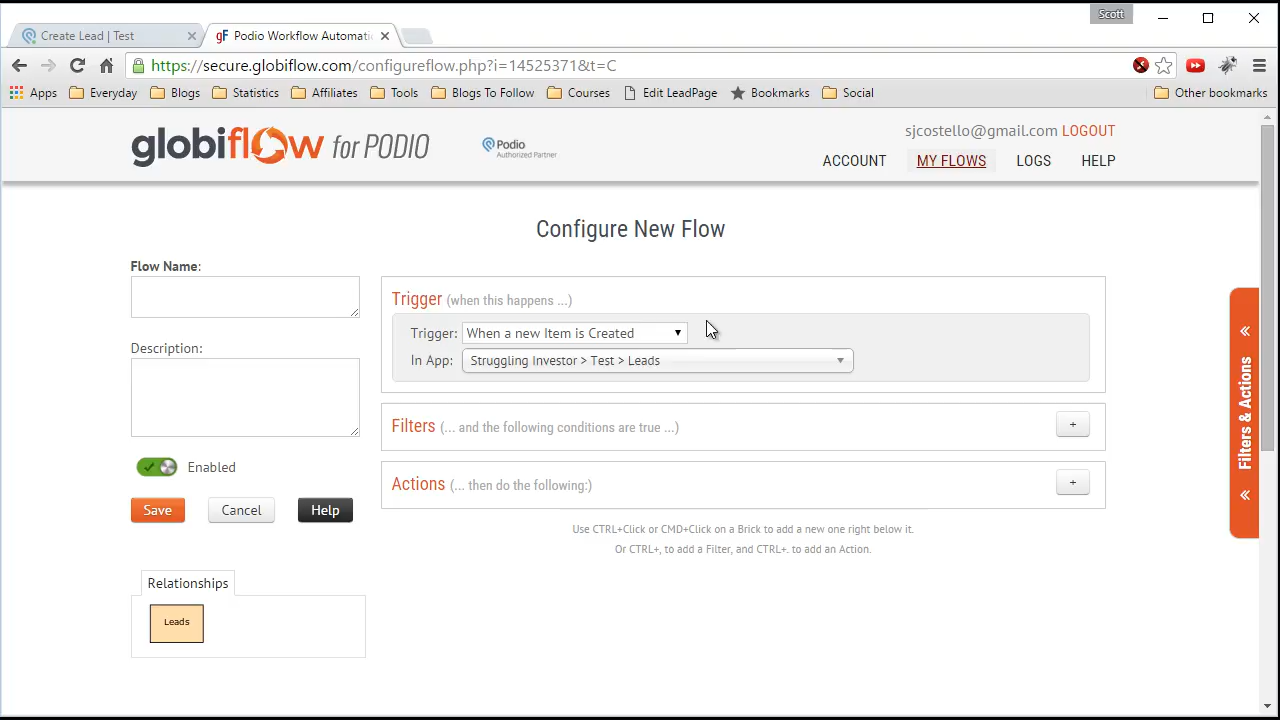 Scott
Create Lead | Test
gF Podio Workflow Automati
https://secure.globiflow.com/configureflow.php?i=14525371&t=C
Apps
Everyday
Blogs
Statistics
Affiliates
Tools
Blogs To Follow
Courses
Edit LeadPage
Bookmarks
Social
Other bookmarks
globiflow for PODIO
Podio
Authorized Partner
sjcostello@gmail.com LOGOUT
ACCOUNT
MY FLOWS
LOGS
HELP
Configure New Flow
Flow Name:
Description:
Enabled
Save
Cancel
Help
Relationships
Leads
Trigger (when this happens ...)
Trigger: When a new Item is Created
In App: Struggling Investor > Test > Leads
Filters (... and the following conditions are true ...)
+
Actions (... then do the following:)
+
Use CTRL+Click or CMD+Click on a Brick to add a new one right below it.
Or CTRL+, to add a Filter, and CTRL+. to add an Action.
Filters & Actions